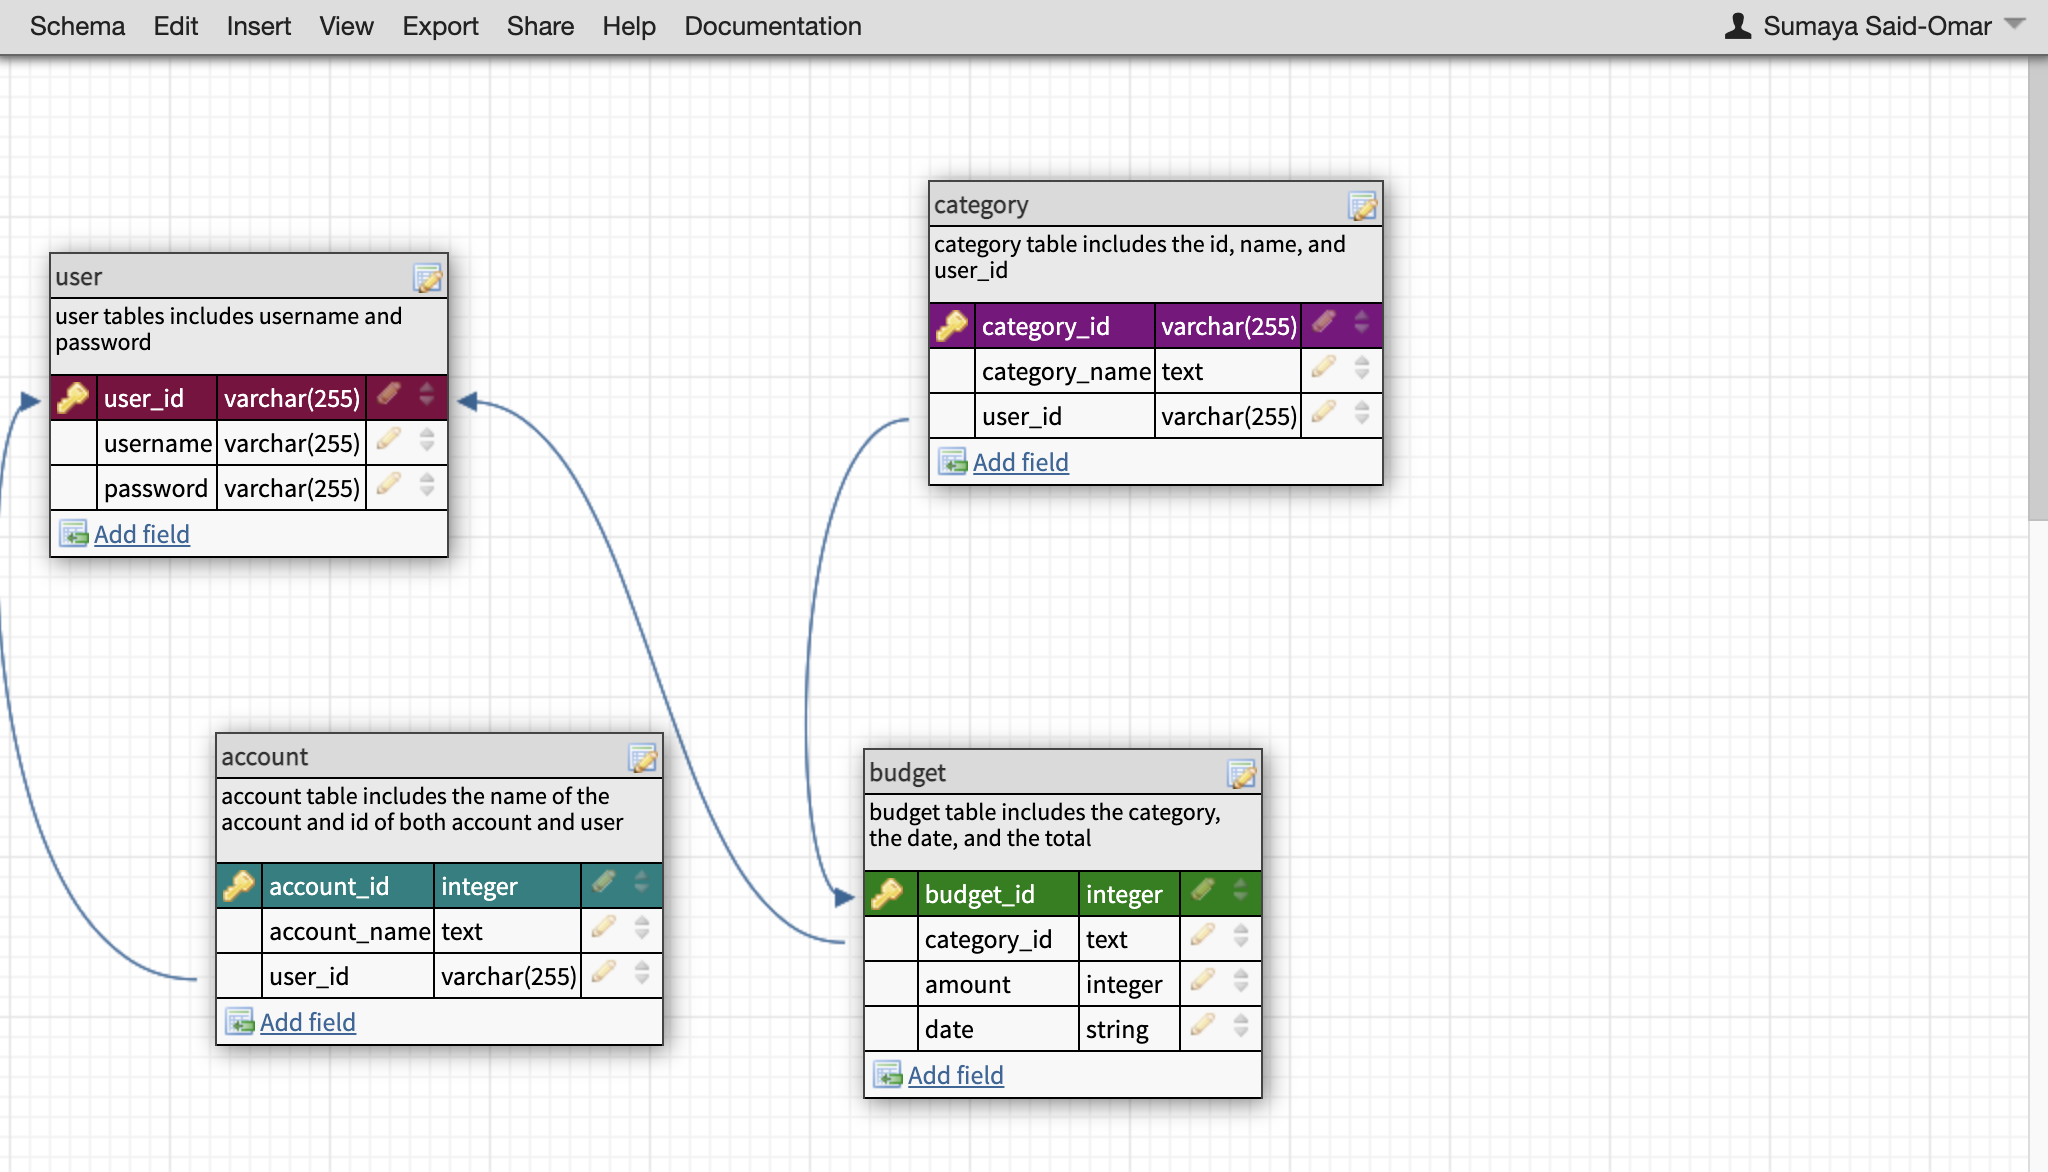 Schema Edit Insert View Export Share Help Documentation Sumaya Said-Omar
category
category table includes the id, name, and
user_id
category_id varchar(255)
category_name text
user_id varchar(255)
Add field
user
user tables includes username and
password
user_id varchar(255)
username varchar(255)
password varchar(255)
Add field
account
account table includes the name of the
account and id of both account and user
account_id integer
account_name text
user_id varchar(255)
Add field
budget
budget table includes the category,
the date, and the total
budget_id integer
category_id text
amount integer
date string
Add field